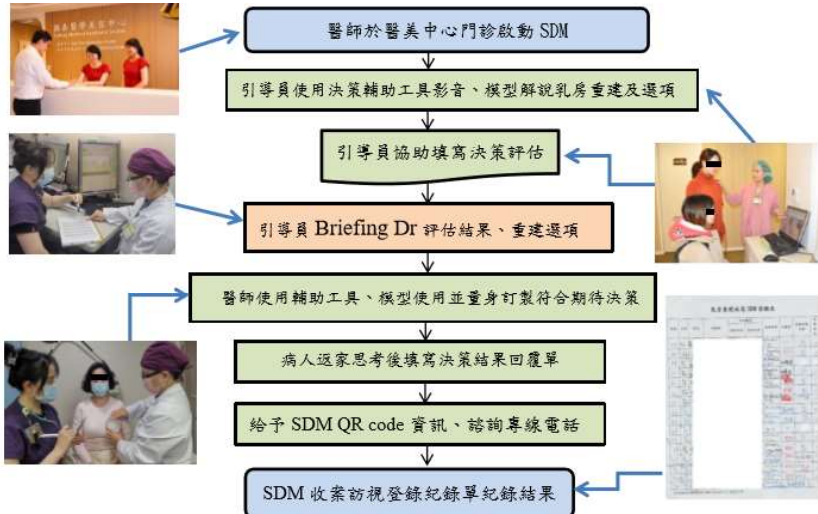 醫師於醫美中心門診啟動 SDM
引導員使用決策輔助工具影音、模型解說乳房重建及選項
引導員協助填寫決策評估
引導員 Briefing Dr 評估結果、重建選項
醫師使用輔助工具、模型使用並量身訂製符合期待決策
病人返家思考後填寫決策結果回覆單
給予 SDM QR code 資訊、諮詢專線電話
SDM 收案訪視登錄紀錄單紀錄結果